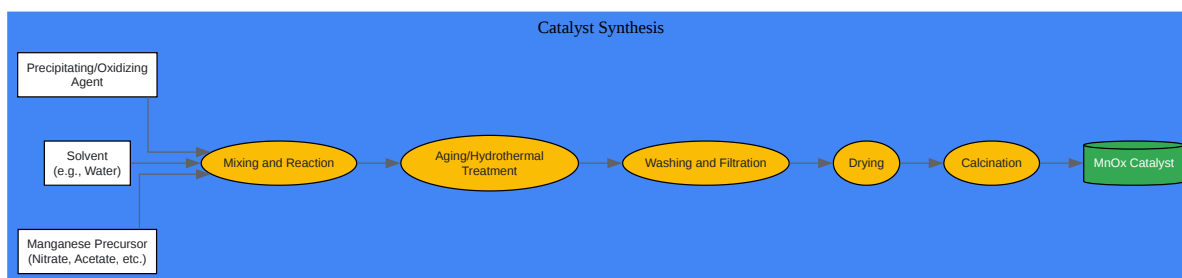 Catalyst Synthesis
Precipitating/Oxidizing
Agent
Solvent
(e.g., Water)
Manganese Precursor
(Nitrate, Acetate, etc.)
Mixing and Reaction
Aging/Hydrothermal
Treatment
Washing and Filtration
Drying
Calcination
MnOx Catalyst